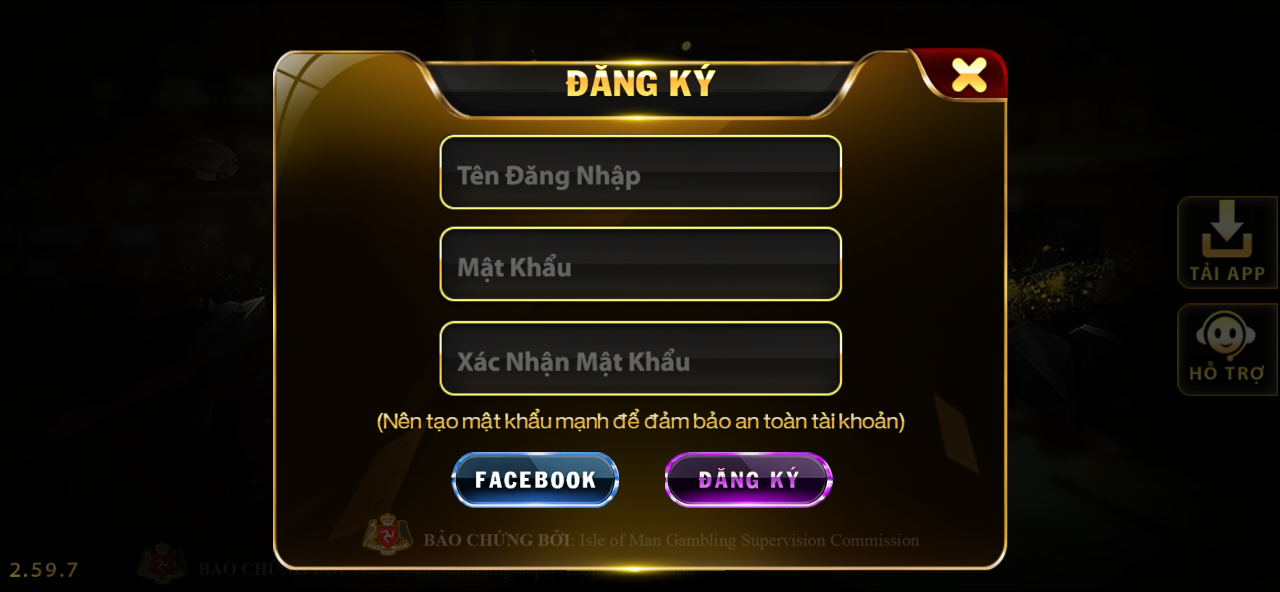 ĐĂNG KÝ
Tên Đăng Nhập
Mật Khẩu
Xác Nhận Mật Khẩu
(Nên tạo mật khẩu mạnh để đảm bảo an toàn tài khoản)
FACEBOOK
ĐĂNG KÝ
BẢO CHỨNG BỞI: Isle of Man Gambling Supervision Commission
TẢI APP
HỖ TRỢ
2.59.7